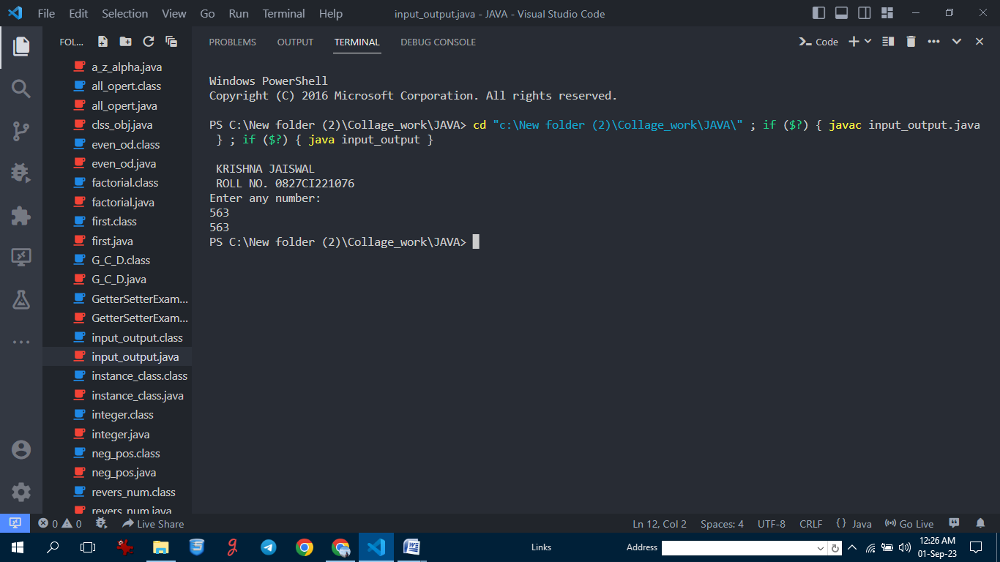 File Edit Selection View Go Run Terminal Help
input_output.java - JAVA - Visual Studio Code
FOL...
PROBLEMS OUTPUT TERMINAL DEBUG CONSOLE
Code
a_z_alpha.java
all_opert.class
all_opert.java
clss_obj.java
even_od.class
even_od.java
factorial.class
factorial.java
first.class
first.java
G_C_D.class
G_C_D.java
GetterSetterExam...
GetterSetterExam...
input_output.class
input_output.java
instance_class.class
instance_class.java
integer.class
integer.java
neg_pos.class
neg_pos.java
revers_num.class
revers_num.java
Windows PowerShell
Copyright (C) 2016 Microsoft Corporation. All rights reserved.
PS C:\New folder (2)\Collage_work\JAVA> cd "c:\New folder (2)\Collage_work\JAVA\" ; if ($?) { javac input_output.java
} ; if ($?) { java input_output }
KRISHNA JAISWAL
ROLL NO. 0827CI221076
Enter any number:
563
563
PS C:\New folder (2)\Collage_work\JAVA>
0 0 Live Share
Ln 12, Col 2 Spaces: 4 UTF-8 CRLF {} Java Go Live
Links Address
12:26 AM
01-Sep-23